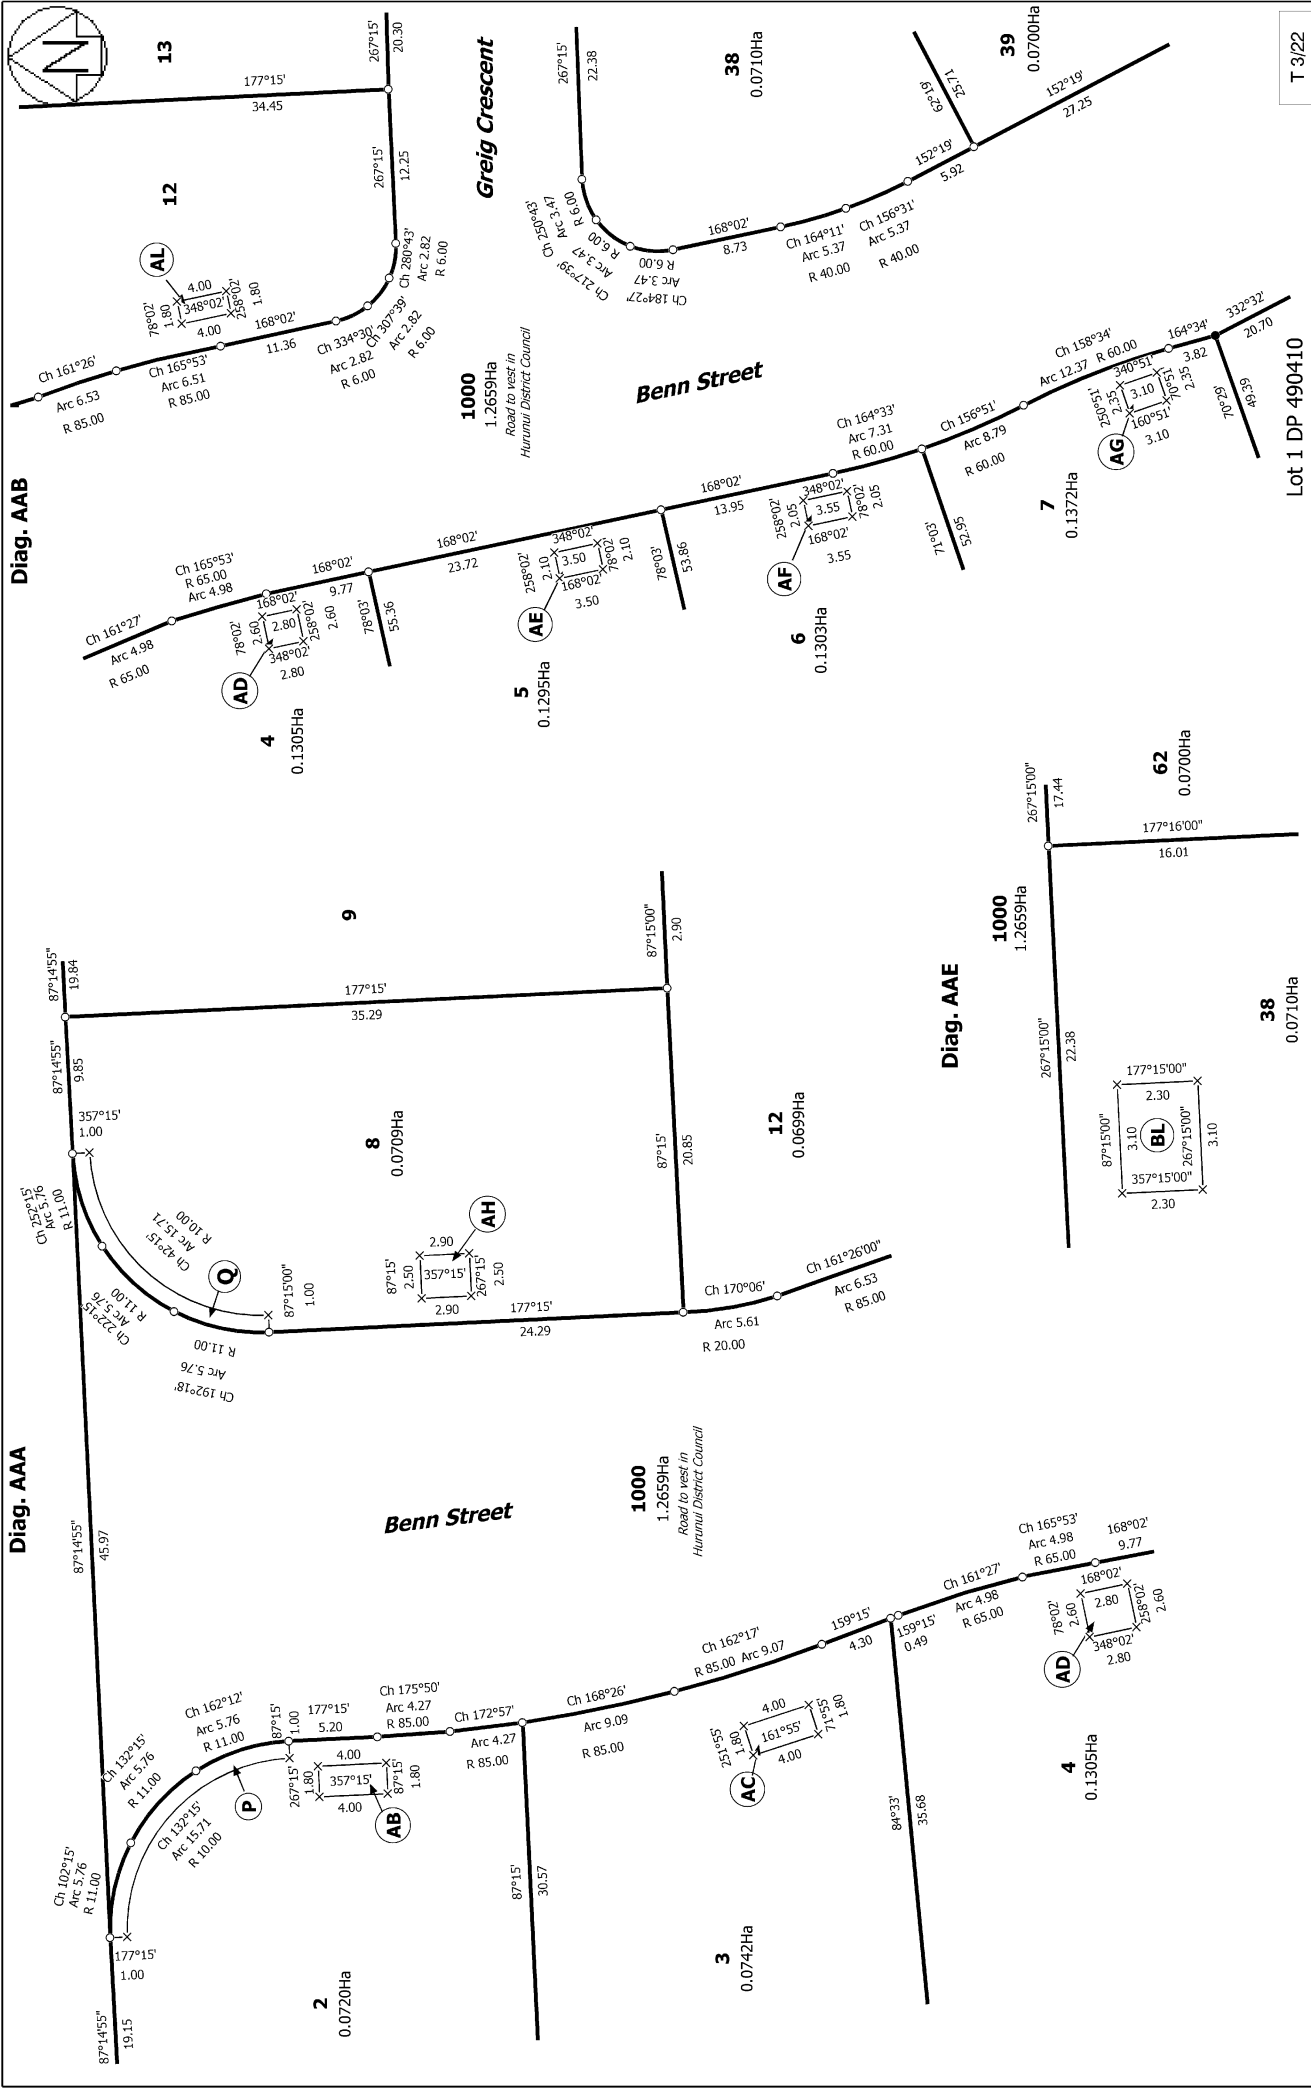 Diag. AAA
87°14'55"
19.15
177°15'
1.00
Ch 102°15'
Arc 5.76
R 11.00
Ch 132°15'
Arc 5.76
R 11.00
Ch 162°12'
Arc 5.76
R 11.00
Ch 132°15'
Arc 15.71
R 10.00
P
87°15'
1.00
177°15'
5.20
267°15'
1.80
4.00
357°15'
4.00
87°15'
1.80
AB
Ch 175°50'
Arc 4.27
R 85.00
Ch 172°57'
Arc 4.27
R 85.00
2
0.0720Ha
87°15'
30.57
Ch 168°26'
Arc 9.09
R 85.00
Ch 162°17'
R 85.00 Arc 9.07
251°55'
1.80
4.00
161°55'
4.00
71°55'
1.80
AC
159°15'
4.30
159°15'
0.49
3
0.0742Ha
84°33'
35.68
Ch 161°27'
Arc 4.98
R 65.00
Ch 165°53'
Arc 4.98
R 65.00
168°02'
9.77
78°02'
2.60
168°02'
2.80
348°02'
2.80
258°02'
2.60
AD
4
0.1305Ha
87°14'55"
45.97
Benn Street
1000
1.2659Ha
Road to vest in
Hurunui District Council
Ch 252°15'
Arc 5.76
R 11.00
Ch 222°15'
Arc 5.76
R 11.00
Ch 192°18'
Arc 5.76
R 11.00
Ch 42°15'
Arc 15.71
R 10.00
Q
357°15'
1.00
87°14'55"
9.85
87°14'55"
19.84
87°15'00"
1.00
87°15'
2.50
2.90
357°15'
2.90
267°15'
2.50
AH
177°15'
24.29
8
0.0709Ha
177°15'
35.29
9
87°15'00"
2.90
87°15'
20.85
12
0.0699Ha
Ch 170°06'
Arc 5.61
R 20.00
Ch 161°26'00"
Arc 6.53
R 85.00
Diag. AAE
267°15'00"
22.38
1000
1.2659Ha
267°15'00"
17.44
177°16'00"
16.01
62
0.0700Ha
87°15'00"
3.10
177°15'00"
2.30
BL
357°15'00"
2.30
267°15'00"
3.10
38
0.0710Ha
Diag. AAB
Ch 161°27'
Arc 4.98
R 65.00
Ch 165°53'
R 65.00
Arc 4.98
168°02'
9.77
78°02'
2.60
168°02'
2.80
348°02'
2.80
258°02'
2.60
AD
4
0.1305Ha
78°03'
55.36
168°02'
23.72
258°02'
2.10
348°02'
3.50
168°02'
3.50
78°02'
2.10
AE
5
0.1295Ha
78°03'
53.86
168°02'
13.95
258°02'
2.05
348°02'
3.55
168°02'
3.55
78°02'
2.05
AF
6
0.1303Ha
Ch 164°33'
Arc 7.31
R 60.00
71°03'
52.95
Ch 156°51'
Arc 8.79
R 60.00
7
0.1372Ha
Ch 158°34'
Arc 12.37 R 60.00
250°51'
2.35
340°51'
3.10
160°51'
3.10
70°51'
2.35
AG
164°34'
3.82
332°32'
20.70
70°29'
49.39
Lot 1 DP 490410
Ch 161°26'
Arc 6.53
R 85.00
Ch 165°53'
Arc 6.51
R 85.00
AL
78°02'
1.80
4.00
348°02'
4.00
258°02'
1.80
168°02'
11.36
12
13
177°15'
34.45
267°15'
20.30
267°15'
12.25
Ch 334°30'
Arc 2.82
R 6.00
Ch 307°39'
Arc 2.82
R 6.00
Ch 280°43'
Arc 2.82
R 6.00
1000
1.2659Ha
Road to vest in
Hurunui District Council
Greig Crescent
Benn Street
267°15'
22.38
Ch 250°43'
Arc 3.47
R 6.00
Ch 217°39'
Arc 3.47
R 6.00
Ch 184°27'
Arc 3.47
R 6.00
168°02'
8.73
38
0.0710Ha
Ch 164°11'
Arc 5.37
R 40.00
Ch 156°31'
Arc 5.37
R 40.00
152°19'
5.92
62°19'
25.71
39
0.0700Ha
152°19'
27.25
N
T 3/22